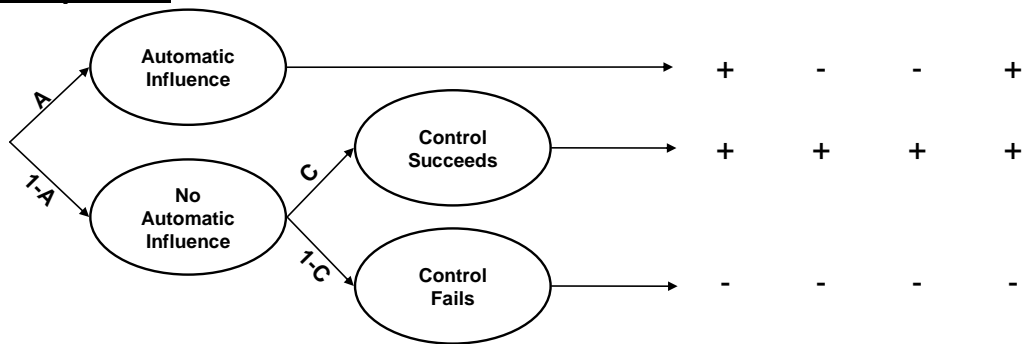 Automatic
Influence
+ - - +
A
Control
Succeeds
+ + + +
C
1-A
No
Automatic
Influence
1-C
Control
Fails
- - - -